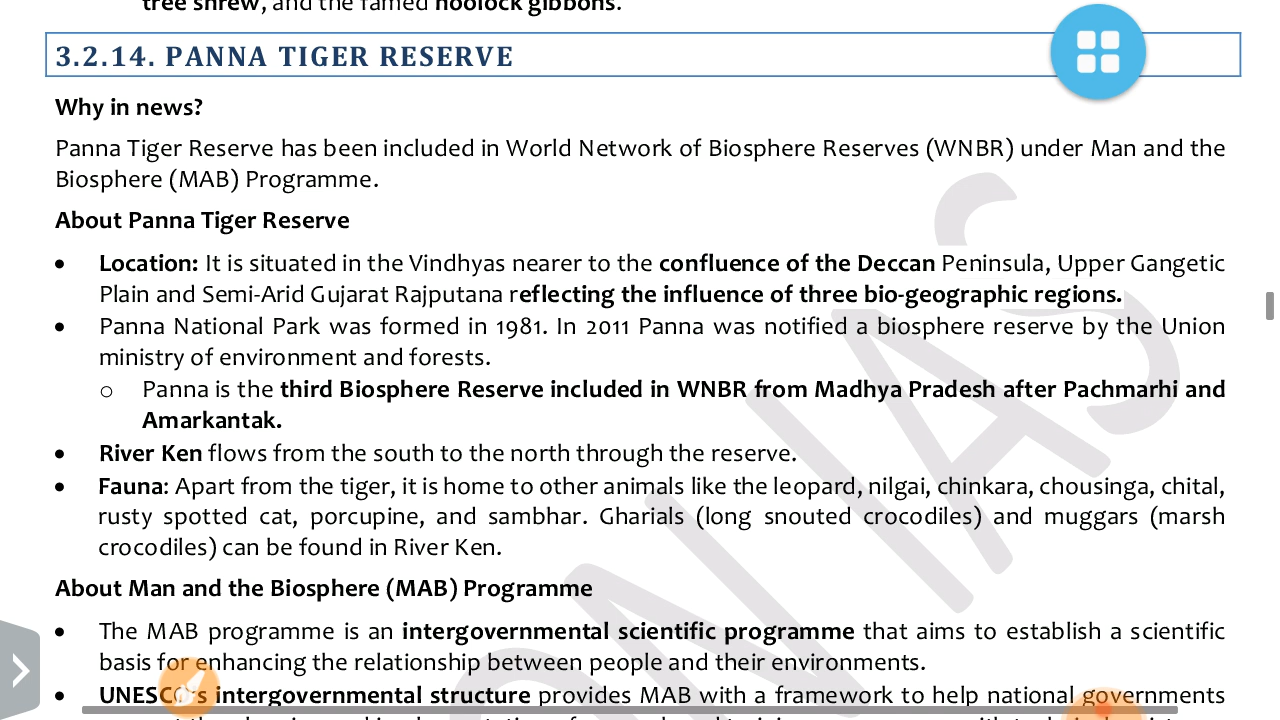 tree shrew, and the famed hoolock gibbons.
3.2.14. PANNA TIGER RESERVE
Why in news?
Panna Tiger Reserve has been included in World Network of Biosphere Reserves (WNBR) under Man and the
Biosphere (MAB) Programme.
About Panna Tiger Reserve
• Location: It is situated in the Vindhyas nearer to the confluence of the Deccan Peninsula, Upper Gangetic
Plain and Semi-Arid Gujarat Rajputana reflecting the influence of three bio-geographic regions.
• Panna National Park was formed in 1981. In 2011 Panna was notified a biosphere reserve by the Union
ministry of environment and forests.
o Panna is the third Biosphere Reserve included in WNBR from Madhya Pradesh after Pachmarhi and
Amarkantak.
• River Ken flows from the south to the north through the reserve.
• Fauna: Apart from the tiger, it is home to other animals like the leopard, nilgai, chinkara, chousinga, chital,
rusty spotted cat, porcupine, and sambhar. Gharials (long snouted crocodiles) and muggars (marsh
crocodiles) can be found in River Ken.
About Man and the Biosphere (MAB) Programme
• The MAB programme is an intergovernmental scientific programme that aims to establish a scientific
basis for enhancing the relationship between people and their environments.
• UNESCO's intergovernmental structure provides MAB with a framework to help national governments